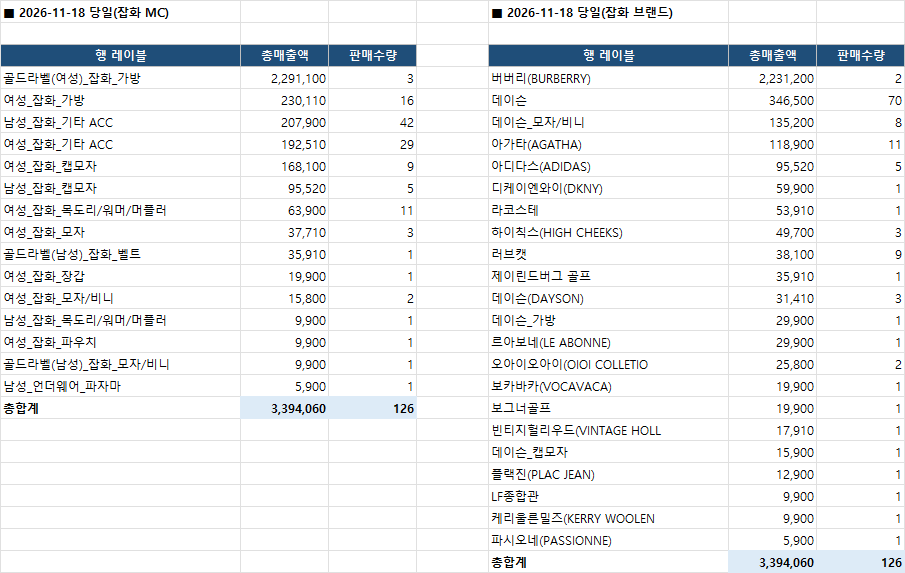 ■ 2026-11-18 당일(잡화 MC)
행 레이블 총매출액 판매수량
골드라벨(여성)_잡화_가방 2,291,100 3
여성_잡화_가방 230,110 16
남성_잡화_기타 ACC 207,900 42
여성_잡화_기타 ACC 192,510 29
여성_잡화_캡모자 168,100 9
남성_잡화_캡모자 95,520 5
여성_잡화_목도리/워머/머플러 63,900 11
여성_잡화_모자 37,710 3
골드라벨(남성)_잡화_벨트 35,910 1
여성_잡화_장갑 19,900 1
여성_잡화_모자/비니 15,800 2
남성_잡화_목도리/워머/머플러 9,900 1
여성_잡화_파우치 9,900 1
골드라벨(남성)_잡화_모자/비니 9,900 1
남성_언더웨어_파자마 5,900 1
총합계 3,394,060 126
■ 2026-11-18 당일(잡화 브랜드)
행 레이블 총매출액 판매수량
버버리(BURBERRY) 2,231,200 2
데이슨 346,500 70
데이슨_모자/비니 135,200 8
아가타(AGATHA) 118,900 11
아디다스(ADIDAS) 95,520 5
디케이엔와이(DKNY) 59,900 1
라코스테 53,910 1
하이칙스(HIGH CHEEKS) 49,700 3
러브캣 38,100 9
제이린드버그 골프 35,910 1
데이슨(DAYSON) 31,410 3
데이슨_가방 29,900 1
르아보네(LE ABONNE) 29,900 1
오아이오아이(OIOI COLLETIO 25,800 2
보카바카(VOCAVACA) 19,900 1
보그너골프 19,900 1
빈티지헐리우드(VINTAGE HOLL 17,910 1
데이슨_캡모자 15,900 1
플랙진(PLAC JEAN) 12,900 1
LF종합관 9,900 1
케리울른밀즈(KERRY WOOLEN 9,900 1
파시오네(PASSIONNE) 5,900 1
총합계 3,394,060 126